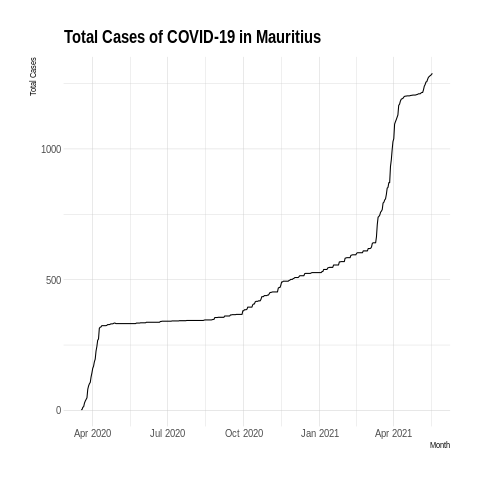 Total Cases of COVID-19 in Mauritius
Total Cases
1000
500
0
Apr 2020
Jul 2020
Oct 2020
Jan 2021
Apr 2021
Month